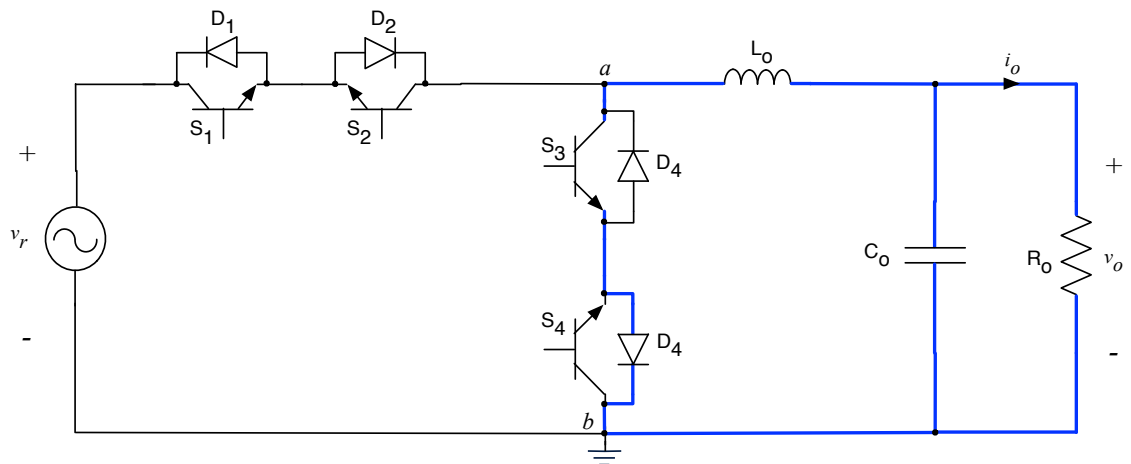 D1
D2
S1
S2
a
Lo
io
+
vr
-
S3
D4
S4
D4
b
Co
Ro
+
vo
-